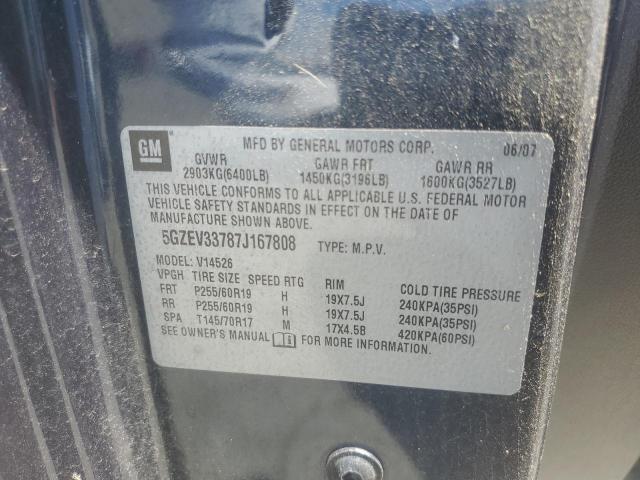 GM
MFD BY GENERAL MOTORS CORP. 06/07
GVWR GAWR FRT GAWR RR
2903KG(6400LB) 1450KG(3196LB) 1600KG(3527LB)
THIS VEHICLE CONFORMS TO ALL APPLICABLE U.S. FEDERAL MOTOR
VEHICLE SAFETY STANDARDS IN EFFECT ON THE DATE OF
MANUFACTURE SHOWN ABOVE.
5GZEV33787J167808 TYPE: M.P.V.
MODEL: V14526
VPGH TIRE SIZE SPEED RTG RIM COLD TIRE PRESSURE
FRT P255/60R19 H 19X7.5J 240KPA(35PSI)
RR P255/60R19 H 19X7.5J 240KPA(35PSI)
SPA T145/70R17 M 17X4.5B 420KPA(60PSI)
SEE OWNER'S MANUAL FOR MORE INFORMATION.